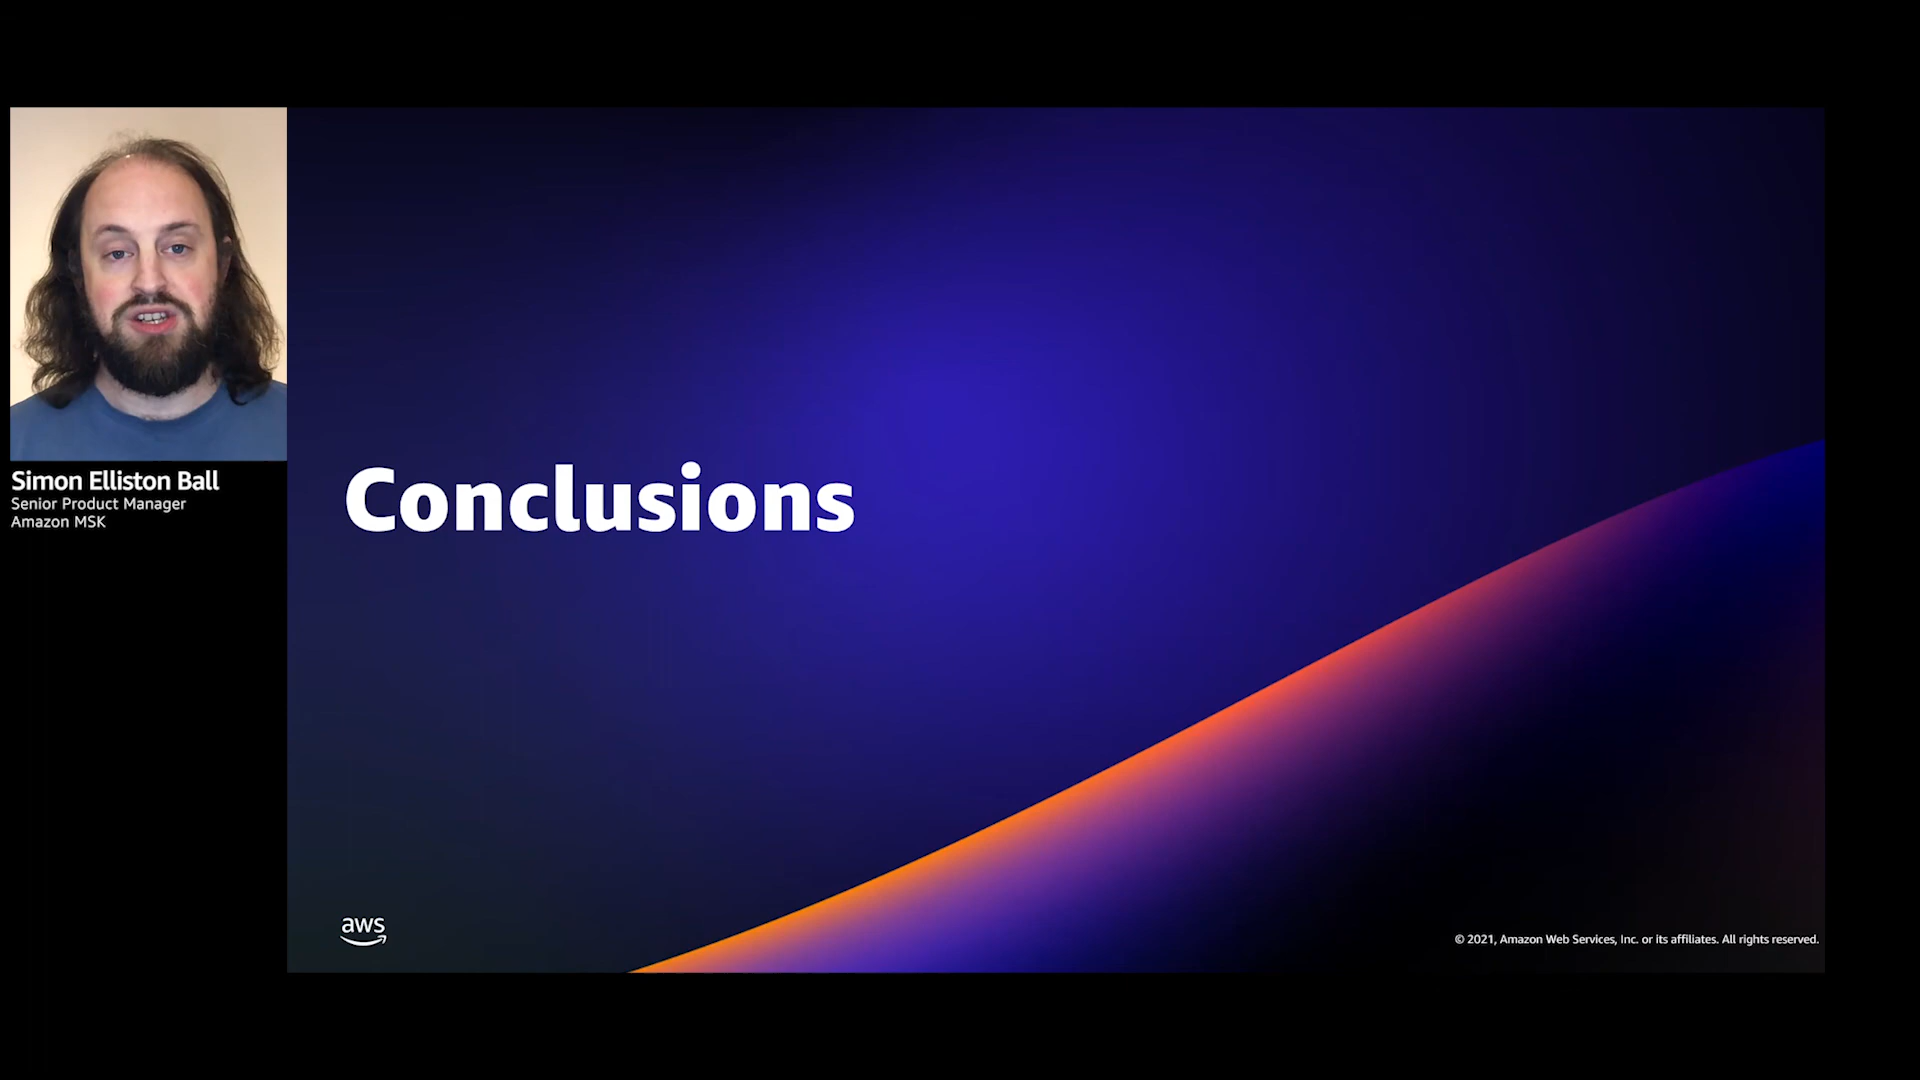 Simon Elliston Ball
Senior Product Manager
Amazon MSK
Conclusions
aws
© 2021, Amazon Web Services, Inc. or its affiliates. All rights reserved.